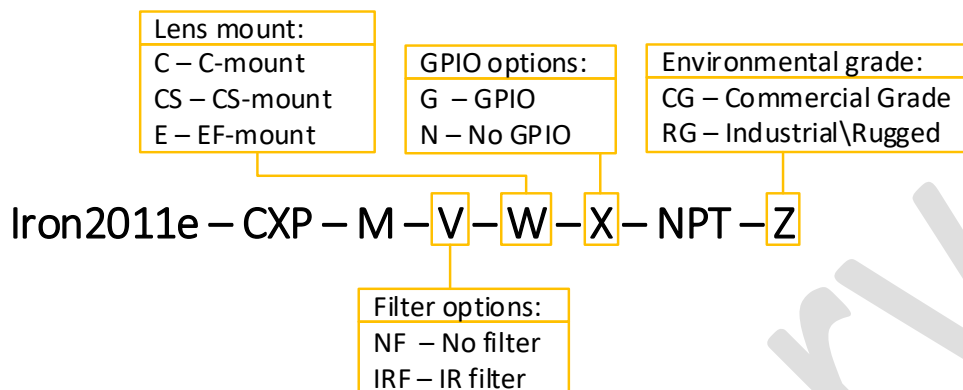 Lens mount:
C – C-mount
CS – CS-mount
E – EF-mount
GPIO options:
G – GPIO
N – No GPIO
Environmental grade:
CG – Commercial Grade
RG – Industrial\Rugged
Iron2011e – CXP – M – V – W – X – NPT – Z
Filter options:
NF – No filter
IRF – IR filter